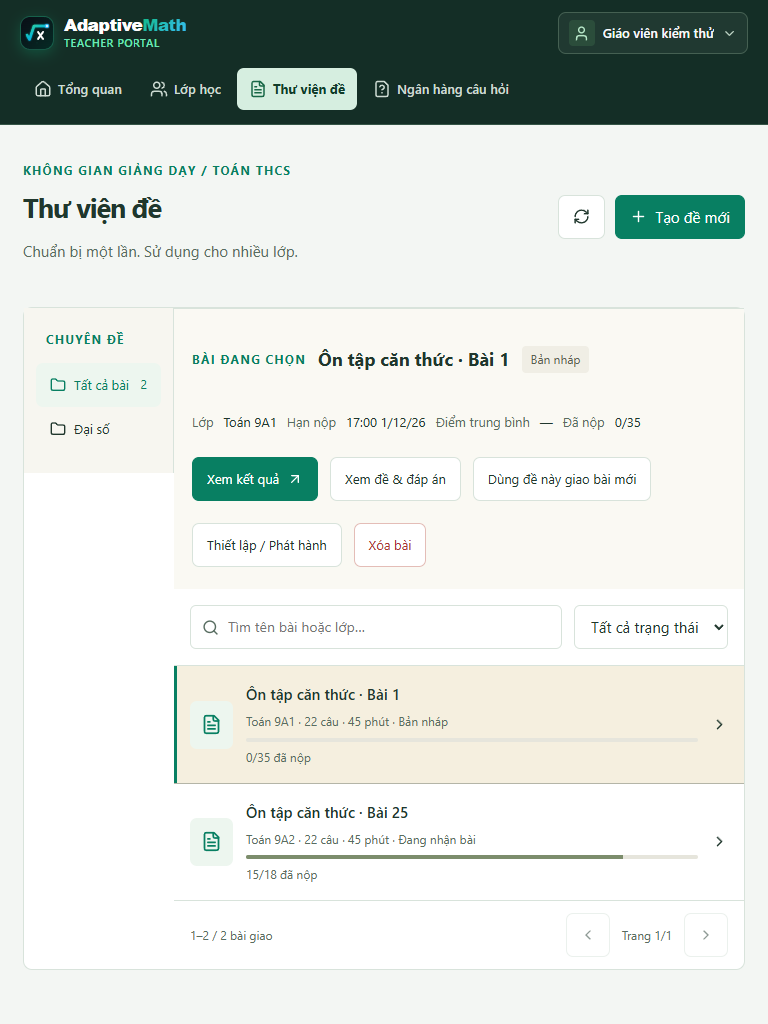 AdaptiveMath
TEACHER PORTAL
Giáo viên kiểm thử
Tổng quan
Lớp học
Thư viện đề
Ngân hàng câu hỏi
KHÔNG GIAN GIẢNG DẠY / TOÁN THCS
Thư viện đề
Chuẩn bị một lần. Sử dụng cho nhiều lớp.
Tạo đề mới
CHUYÊN ĐỀ
Tất cả bài 2
Đại số
BÀI ĐANG CHỌN Ôn tập căn thức · Bài 1 Bản nháp
Lớp Toán 9A1 Hạn nộp 17:00 1/12/26 Điểm trung bình — Đã nộp 0/35
Xem kết quả
Xem đề & đáp án
Dùng đề này giao bài mới
Thiết lập / Phát hành
Xóa bài
Tìm tên bài hoặc lớp...
Tất cả trạng thái
Ôn tập căn thức · Bài 1
Toán 9A1 · 22 câu · 45 phút · Bản nháp
0/35 đã nộp
Ôn tập căn thức · Bài 25
Toán 9A2 · 22 câu · 45 phút · Đang nhận bài
15/18 đã nộp
1–2 / 2 bài giao
Trang 1/1